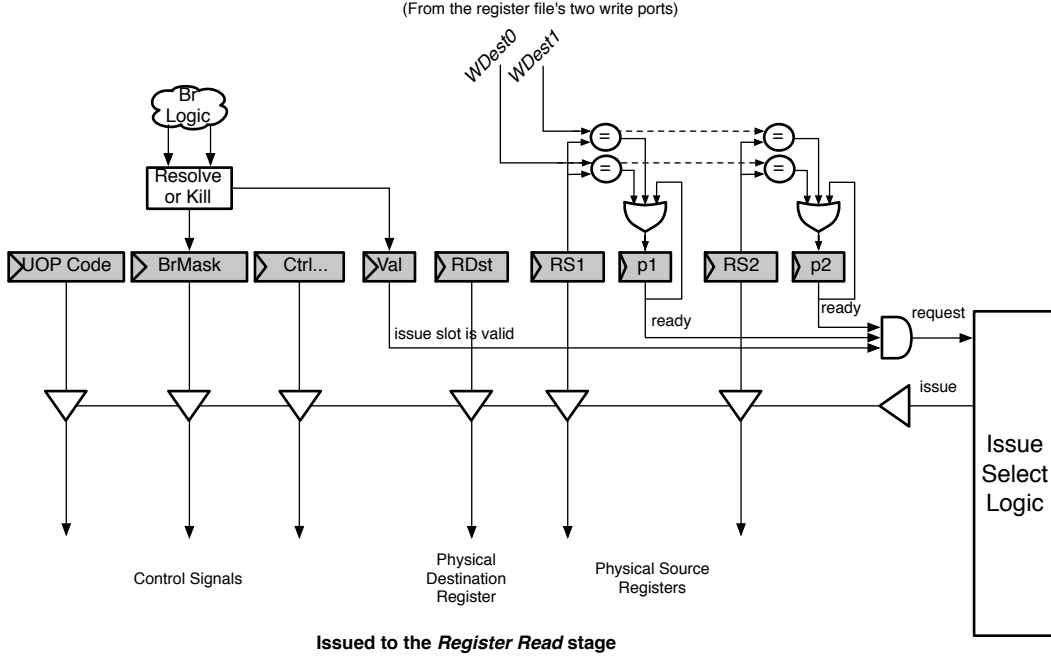 (From the register file's two write ports)
WDest0
WDest1
Br
Logic
=
=
=
=
Resolve
or Kill
UOP Code
BrMask
Ctrl...
Val
RDst
RS1
p1
RS2
p2
ready
ready
request
issue slot is valid
issue
Issue
Select
Logic
Control Signals
Physical
Destination
Register
Physical Source
Registers
Issued to the Register Read stage